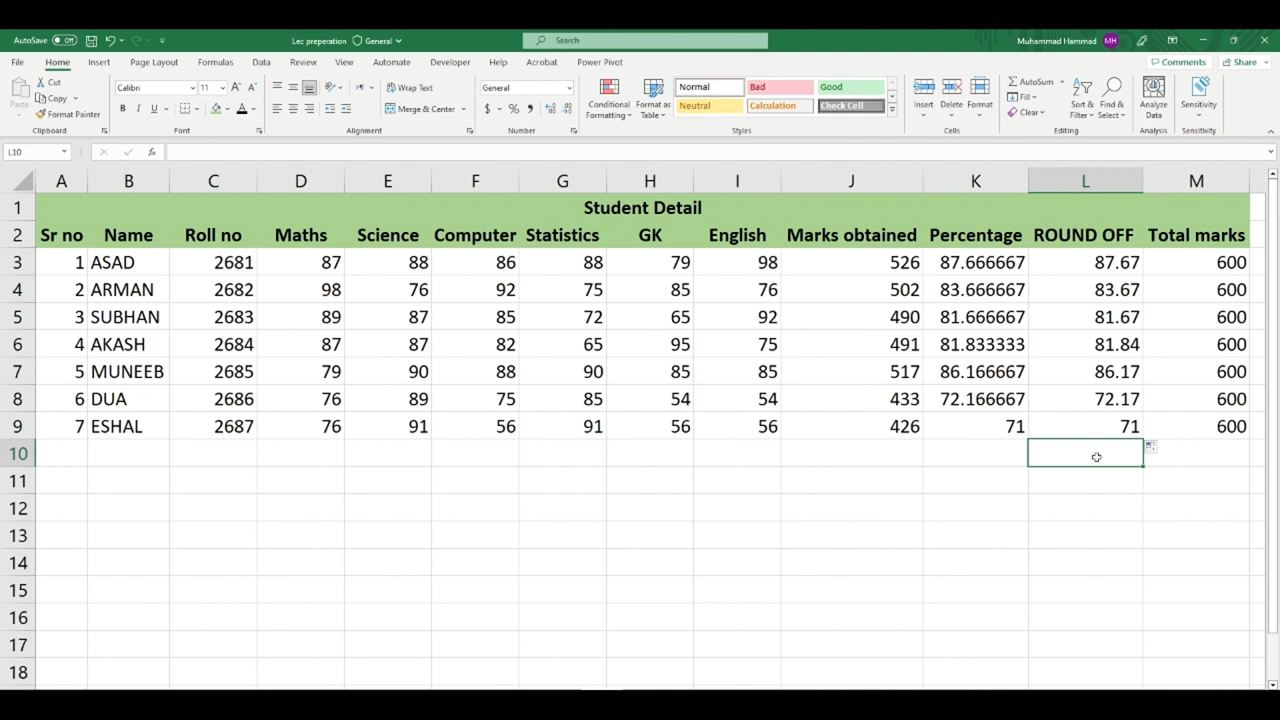 AutoSave Off Lec preperation General Search Muhammad Hammad MH
File Home Insert Page Layout Formulas Data Review View Automate Developer Help Acrobat Power Pivot Comments Share
Paste Cut Copy Format Painter Clipboard
Calibri 11 A A B I U A Font
Wrap Text Merge & Center Alignment
General $ % Number
Conditional Formatting Format as Table Normal Bad Good Neutral Calculation Check Cell Styles
Insert Delete Format Cells
AutoSum Fill Clear Sort & Filter Find & Select Editing
Analyze Data Analysis Sensitivity Sensitivity
L10 fx
A B C D E F G H I J K L M
1 Student Detail
2 Sr no Name Roll no Maths Science Computer Statistics GK English Marks obtained Percentage ROUND OFF Total marks
3 1 ASAD 2681 87 88 86 88 79 98 526 87.666667 87.67 600
4 2 ARMAN 2682 98 76 92 75 85 76 502 83.666667 83.67 600
5 3 SUBHAN 2683 89 87 85 72 65 92 490 81.666667 81.67 600
6 4 AKASH 2684 87 87 82 65 95 75 491 81.833333 81.84 600
7 5 MUNEEB 2685 79 90 88 90 85 85 517 86.166667 86.17 600
8 6 DUA 2686 76 89 75 85 54 54 433 72.166667 72.17 600
9 7 ESHAL 2687 76 91 56 91 56 56 426 71 71 600
10
11
12
13
14
15
16
17
18